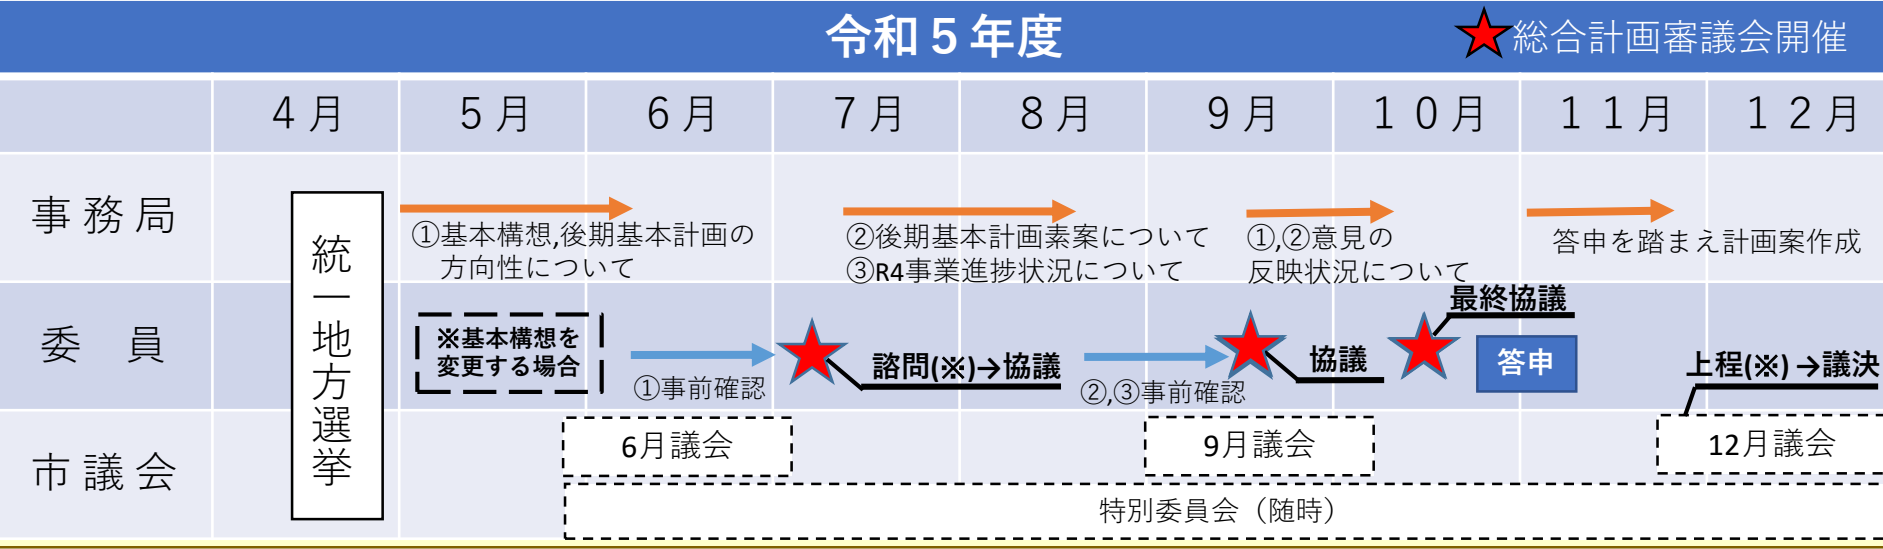 令和５年度
総合計画審議会開催
４月 ５月 ６月 ７月 ８月 ９月 １０月 １１月 １２月
事務局
①基本構想,後期基本計画の
方向性について
②後期基本計画素案について
③R4事業進捗状況について
①,②意見の
反映状況について
答申を踏まえ計画案作成
統一地方選挙
委員
※基本構想を
変更する場合
①事前確認
諮問(※)→協議
②,③事前確認
協議
最終協議
答申
上程(※)→議決
市議会
6月議会
9月議会
12月議会
特別委員会（随時）